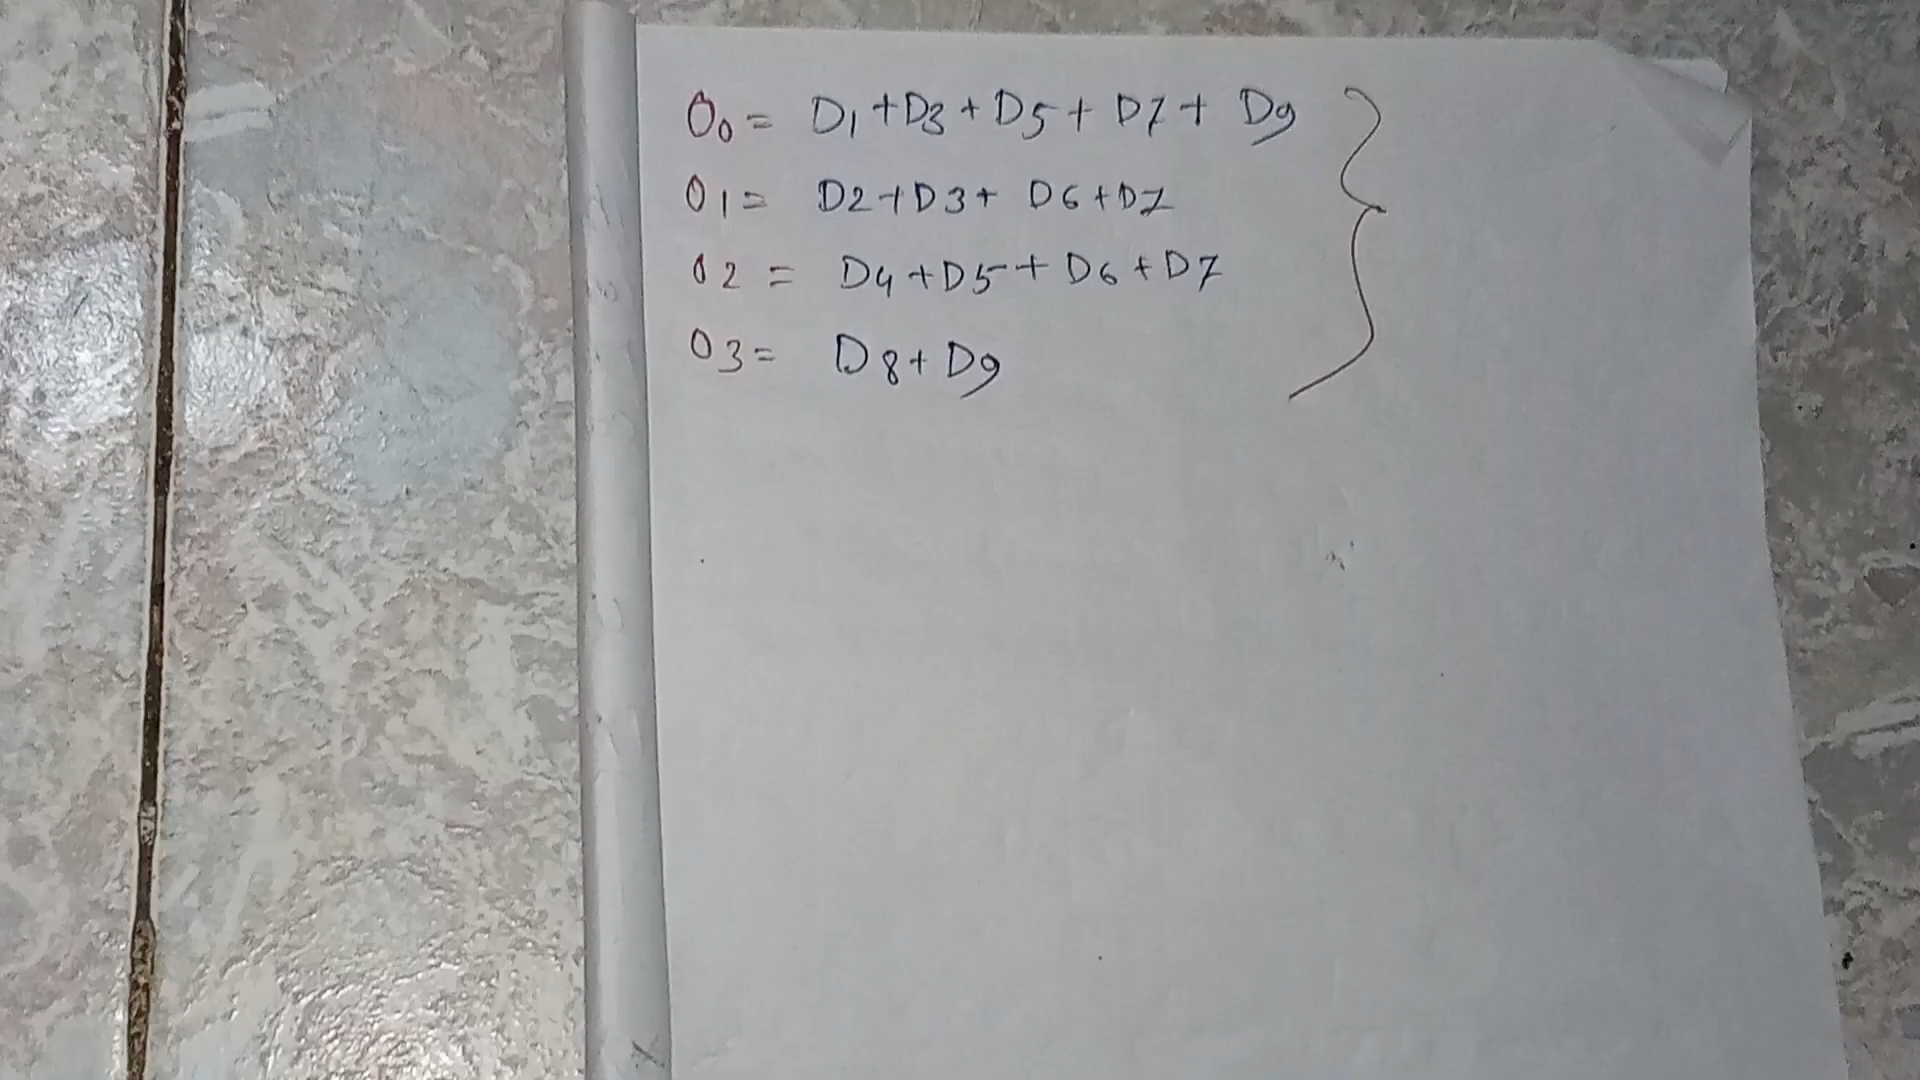 O0 = D1 + D3 + D5 + D7 + D9
O1 = D2 + D3 + D6 + D7
O2 = D4 + D5 + D6 + D7
O3 = D8 + D9